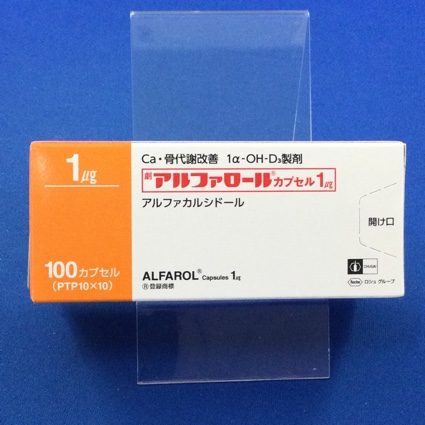 1㎍
100カプセル
(PTP10×10)
Ca・骨代謝改善 1α-OH-D₃製剤
劇 アルファロール®カプセル1㎍
アルファカルシドール
開け口
ALFAROL® Capsules 1㎍
®登録商標
CHUGAI
Roche ロシュ グループ